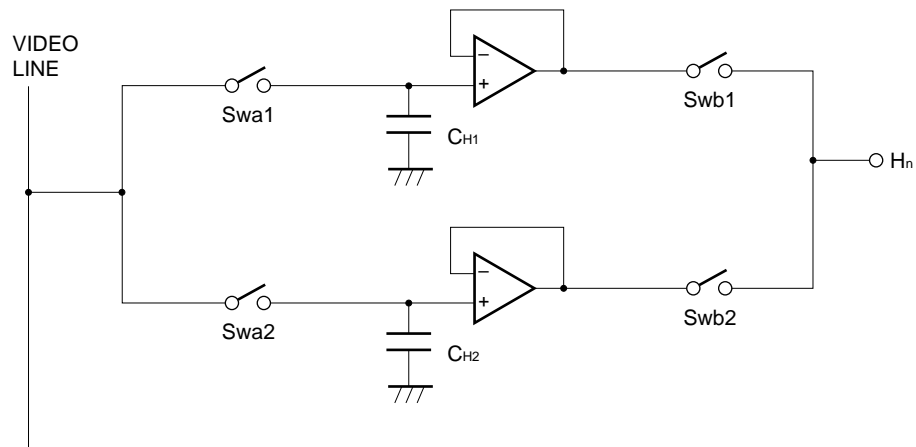 VIDEO
LINE
Swa1
CH1
−
+
Swb1
Hn
Swa2
CH2
−
+
Swb2